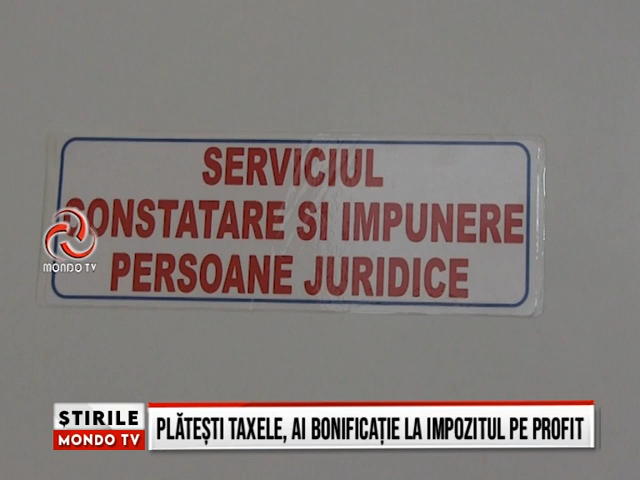 SERVICIUL
CONSTATARE SI IMPUNERE
PERSOANE JURIDICE
MONDO TV
ȘTIRILE
MONDO TV
PLĂTEȘTI TAXELE, AI BONIFICAȚIE LA IMPOZITUL PE PROFIT